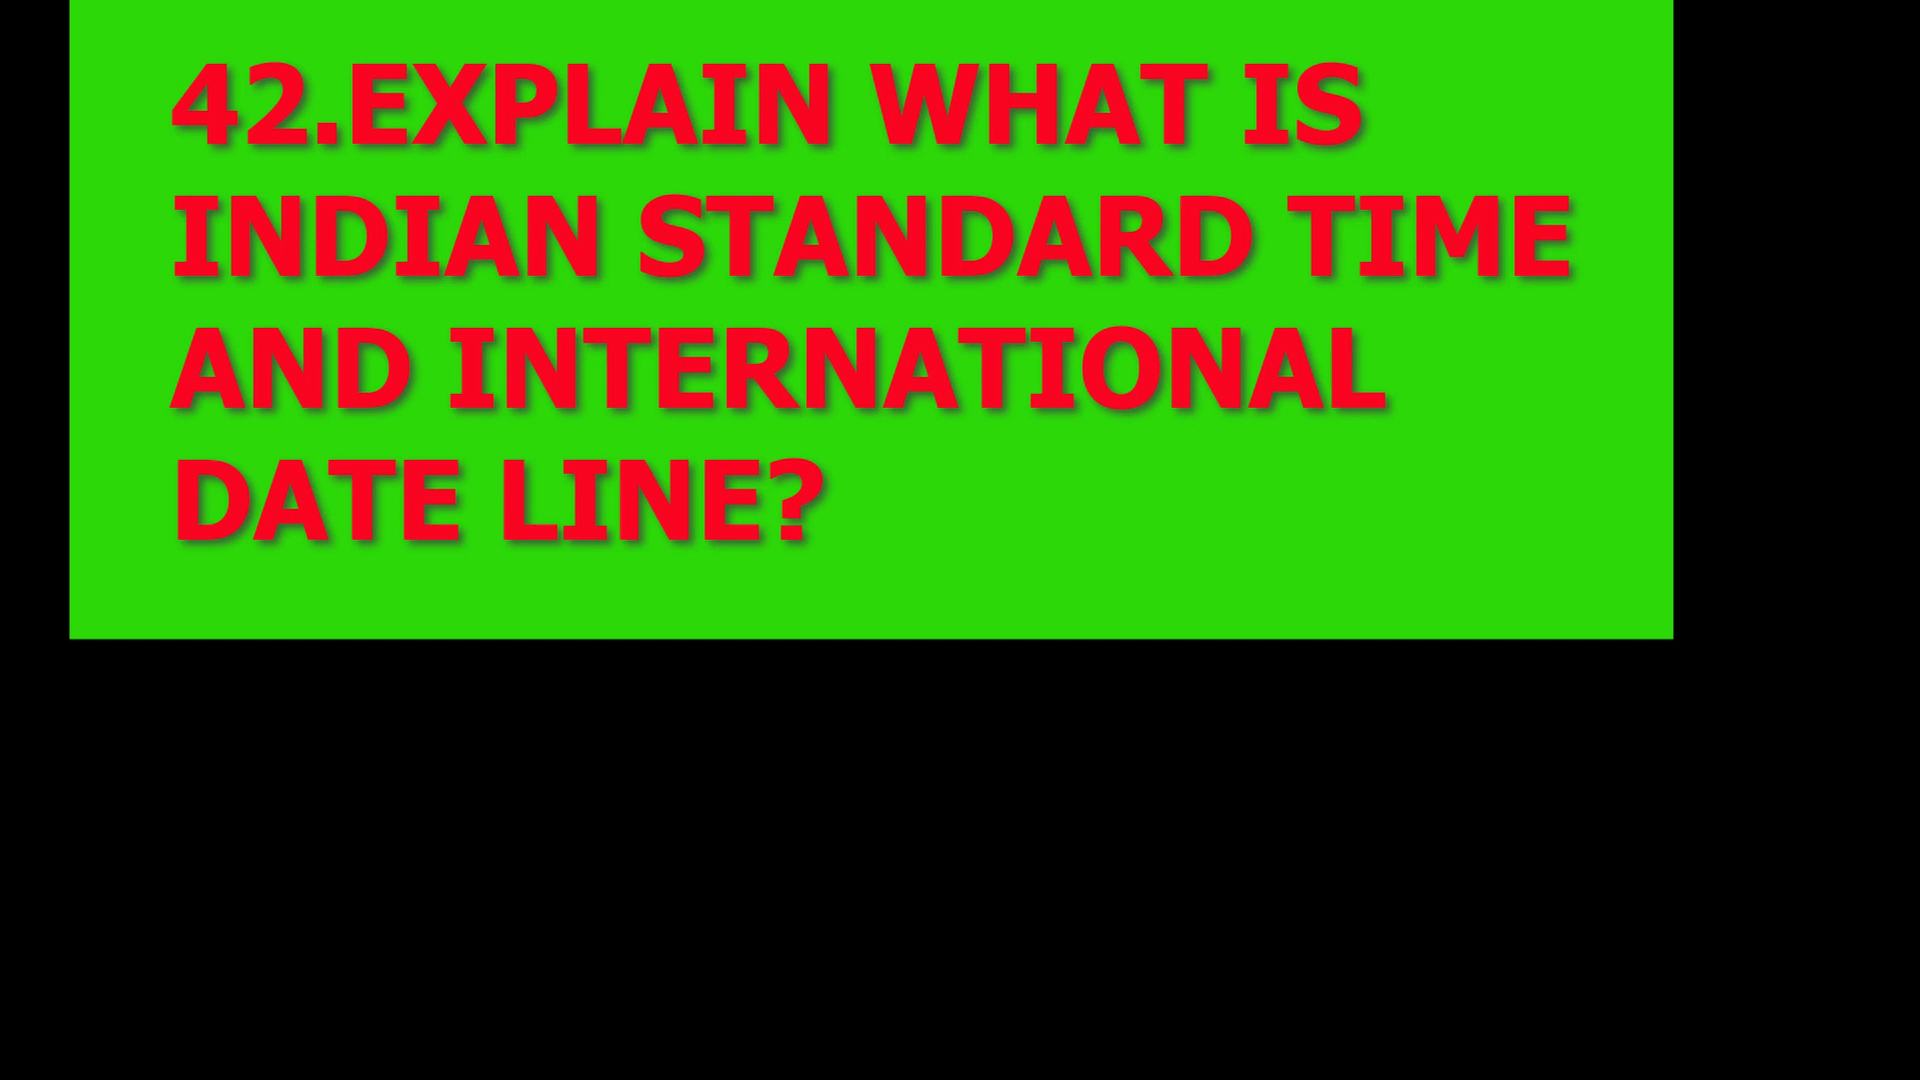 42.EXPLAIN WHAT IS
INDIAN STANDARD TIME
AND INTERNATIONAL
DATE LINE?